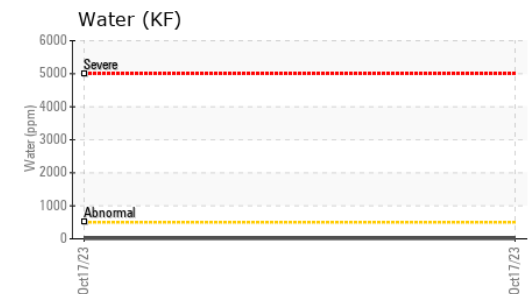 Water (KF)
6000
Severe
5000
4000
3000
2000
1000
Abnormal
0
Water (ppm)
Oct17/23
Oct17/23